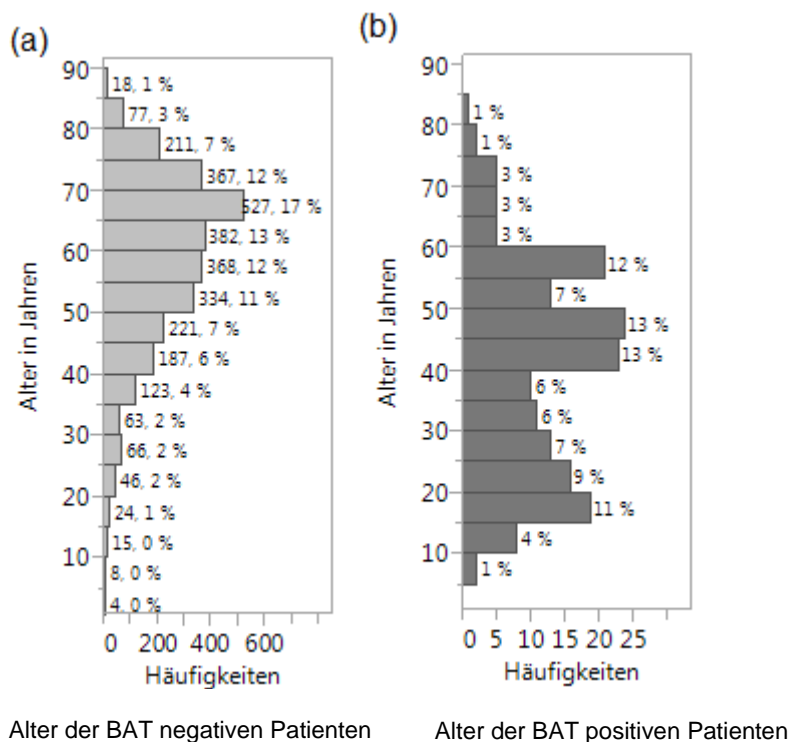 (a)
90
80
70
60
50
40
30
20
10
Alter in Jahren
18, 1 %
77, 3 %
211, 7 %
367, 12 %
527, 17 %
382, 13 %
368, 12 %
334, 11 %
221, 7 %
187, 6 %
123, 4 %
63, 2 %
66, 2 %
46, 2 %
24, 1 %
15, 0 %
8, 0 %
4, 0 %
0 200 400 600
Häufigkeiten
Alter der BAT negativen Patienten
(b)
90
80
70
60
50
40
30
20
10
Alter in Jahren
1 %
1 %
3 %
3 %
3 %
12 %
7 %
13 %
13 %
6 %
6 %
7 %
9 %
11 %
4 %
1 %
0 5 10 15 20 25
Häufigkeiten
Alter der BAT positiven Patienten